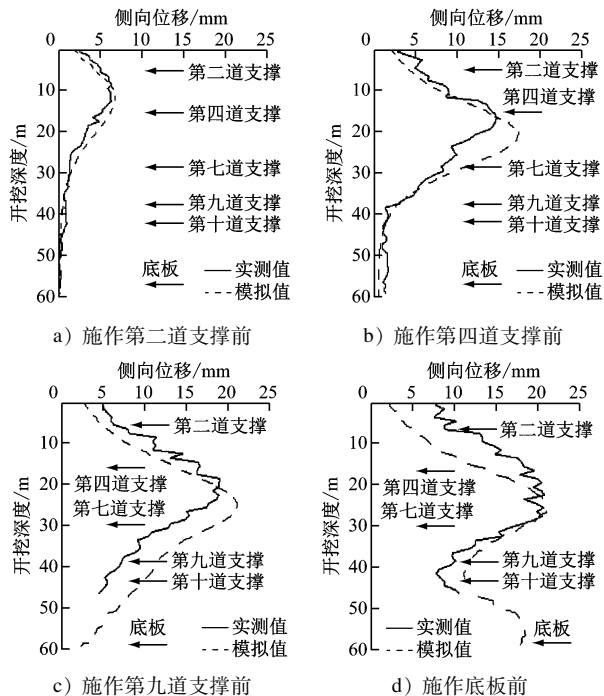 侧向位移/mm
0 5 10 15 20 25
10
20
30
40
50
60
开挖深度/m
第二道支撑
第四道支撑
第七道支撑
第九道支撑
第十道支撑
底板
实测值
模拟值
a）施作第二道支撑前
侧向位移/mm
0 5 10 15 20 25
10
20
30
40
50
60
开挖深度/m
第二道支撑
第四道支撑
第七道支撑
第九道支撑
第十道支撑
底板
实测值
模拟值
b）施作第四道支撑前
侧向位移/mm
0 5 10 15 20 25
10
20
30
40
50
60
开挖深度/m
第二道支撑
第四道支撑
第七道支撑
第九道支撑
第十道支撑
底板
实测值
模拟值
c）施作第九道支撑前
侧向位移/mm
0 5 10 15 20 25
10
20
30
40
50
60
开挖深度/m
第二道支撑
第四道支撑
第七道支撑
第九道支撑
第十道支撑
实测值
模拟值
底板
d）施作底板前